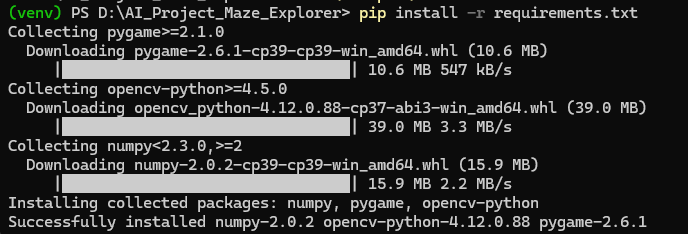 (venv) PS D:\AI_Project_Maze_Explorer> pip install -r requirements.txt
Collecting pygame>=2.1.0
Downloading pygame-2.6.1-cp39-cp39-win_amd64.whl (10.6 MB)
| | 10.6 MB 547 kB/s
Collecting opencv-python>=4.5.0
Downloading opencv_python-4.12.0.88-cp37-abi3-win_amd64.whl (39.0 MB)
| | 39.0 MB 3.3 MB/s
Collecting numpy<2.3.0,>=2
Downloading numpy-2.0.2-cp39-cp39-win_amd64.whl (15.9 MB)
| | 15.9 MB 2.2 MB/s
Installing collected packages: numpy, pygame, opencv-python
Successfully installed numpy-2.0.2 opencv-python-4.12.0.88 pygame-2.6.1